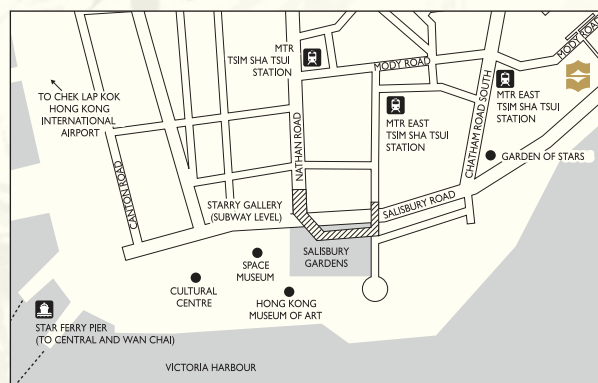 MTR
TSIM SHA TSUI
STATION
MODY ROAD
MODY ROAD
TO CHEK LAP KOK
HONG KONG
INTERNATIONAL
AIRPORT
MTR EAST
TSIM SHA TSUI
STATION
MTR EAST
TSIM SHA TSUI
STATION
NATHAN ROAD
CHATHAM ROAD SOUTH
GARDEN OF STARS
CANTON ROAD
STARRY GALLERY
(SUBWAY LEVEL)
SALISBURY ROAD
SALISBURY
GARDENS
SPACE
MUSEUM
CULTURAL
CENTRE
HONG KONG
MUSEUM OF ART
STAR FERRY PIER
(TO CENTRAL AND WAN CHAI)
VICTORIA HARBOUR